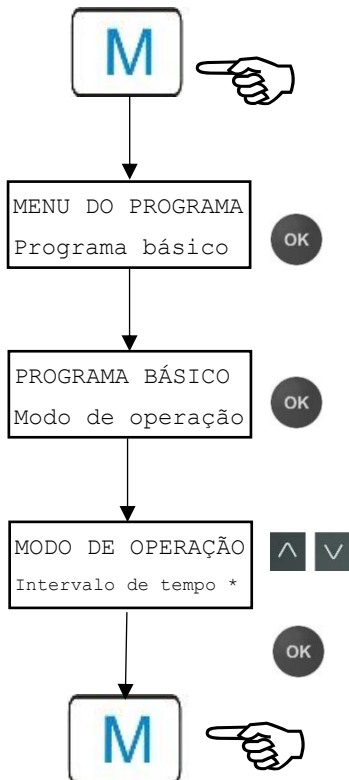 M
MENU DO PROGRAMA
Programa básico
OK
PROGRAMA BÁSICO
Modo de operação
OK
MODO DE OPERAÇÃO
Intervalo de tempo *
OK
M